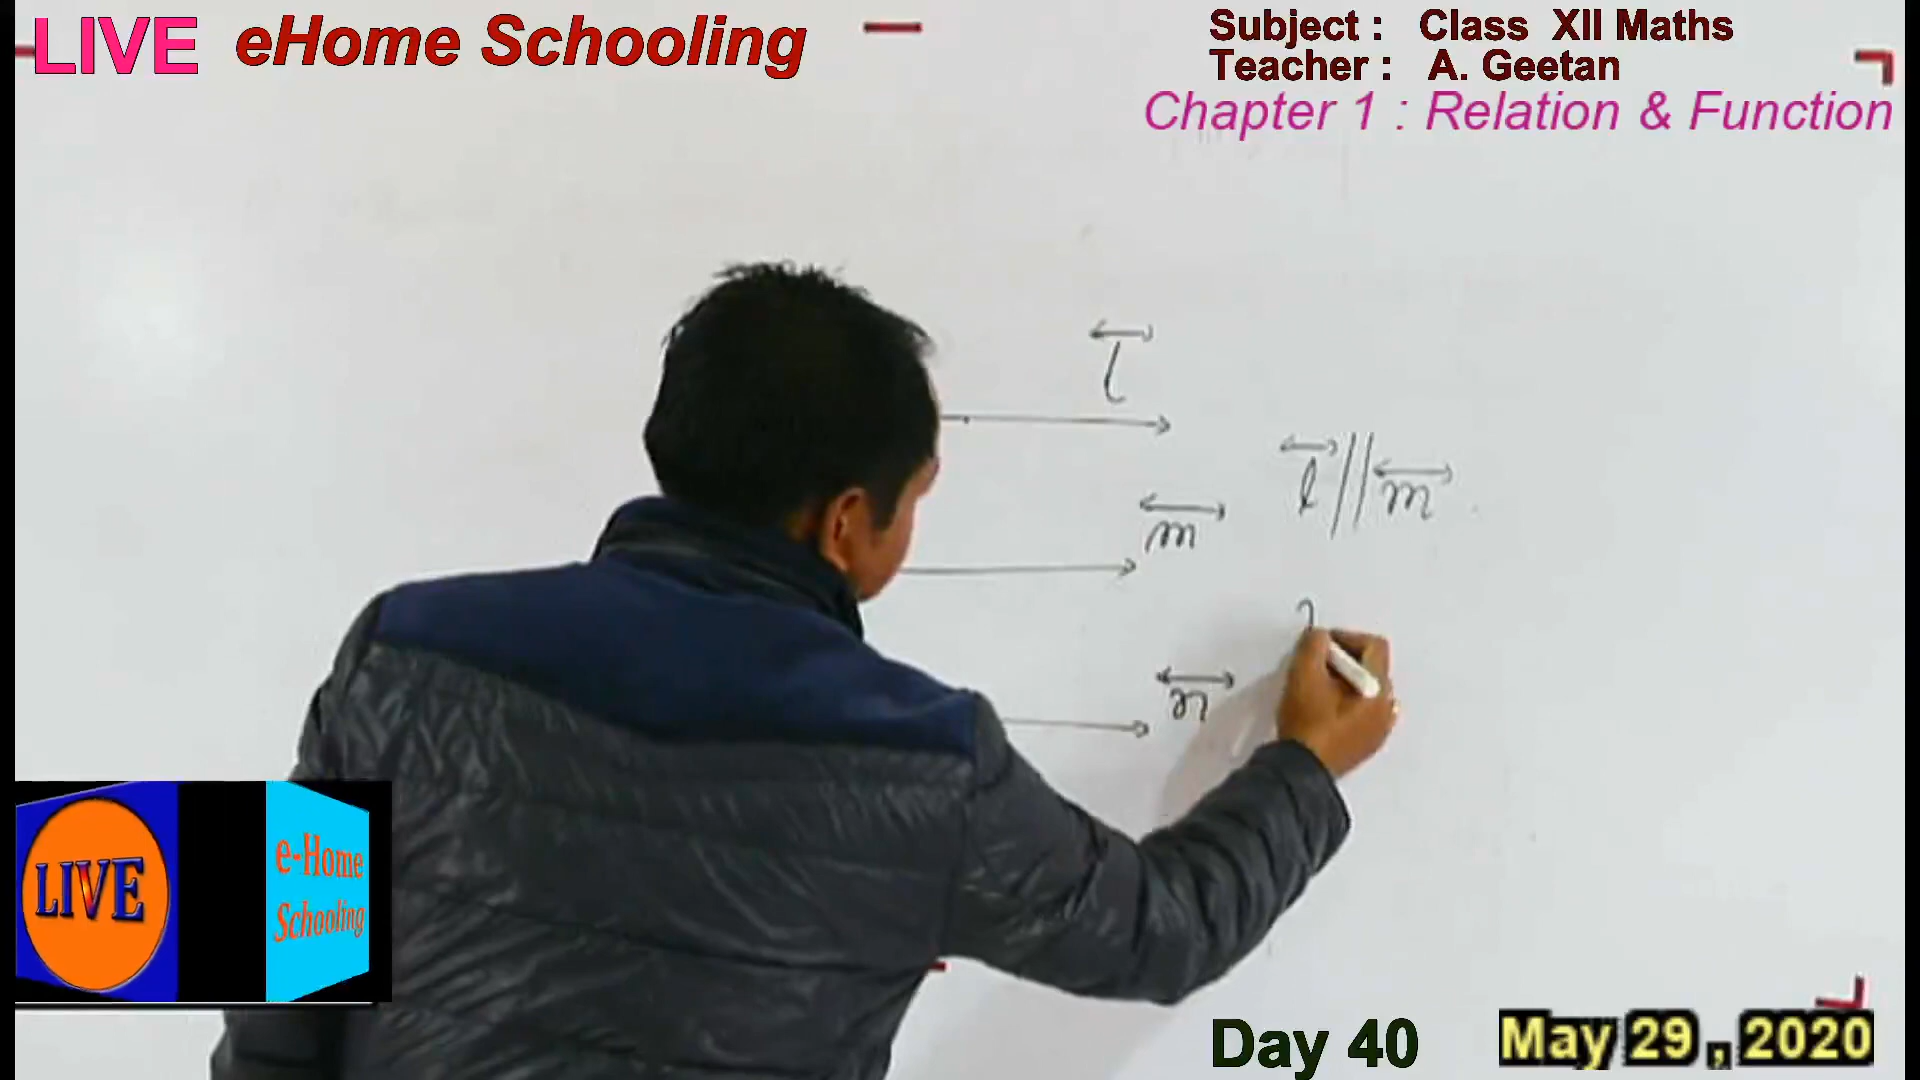 LIVE eHome Schooling
Subject : Class XII Maths
Teacher : A. Geetan
Chapter 1 : Relation & Function
l
l || m
m
n
LIVE
e-Home
Schooling
Day 40
May 29 , 2020